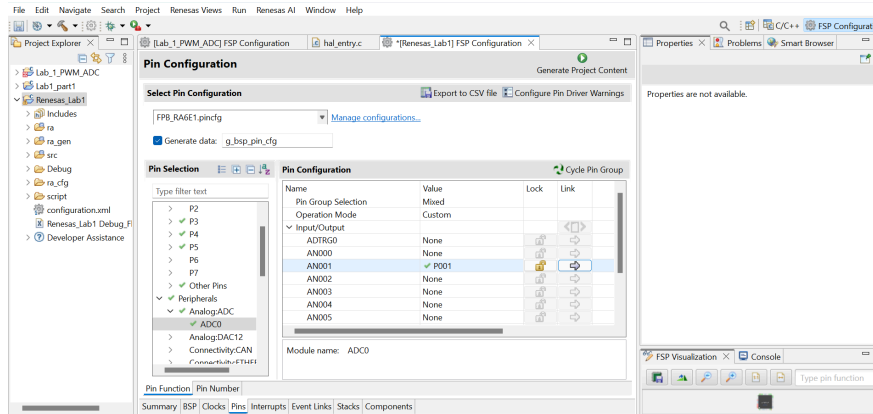 File Edit Navigate Search Project Renesas Views Run Renesas AI Window Help
C/C++ FSP Configurat
Project Explorer
[Lab_1_PWM_ADC] FSP Configuration hal_entry.c *[Renesas_Lab1] FSP Configuration
Properties Problems Smart Browser
Lab_1_PWM_ADC
Lab1_part1
Renesas_Lab1
Includes
ra
ra_gen
src
Debug
ra_cfg
script
configuration.xml
Renesas_Lab1 Debug_Fl
Developer Assistance
Pin Configuration
Generate Project Content
Select Pin Configuration Export to CSV file Configure Pin Driver Warnings
FPB_RA6E1.pincfg Manage configurations...
Generate data: g_bsp_pin_cfg
Pin Selection
Type filter text
P2
P3
P4
P5
P6
P7
Other Pins
Peripherals
Analog:ADC
ADC0
Analog:DAC12
Connectivity:CAN
Connectivity:ETHER
Pin Configuration Cycle Pin Group
Name Value Lock Link
Pin Group Selection Mixed
Operation Mode Custom
Input/Output
ADTRG0 None
AN000 None
AN001 P001
AN002 None
AN003 None
AN004 None
AN005 None
Module name: ADC0
Pin Function Pin Number
Summary BSP Clocks Pins Interrupts Event Links Stacks Components
Properties are not available.
FSP Visualization Console
Type pin function